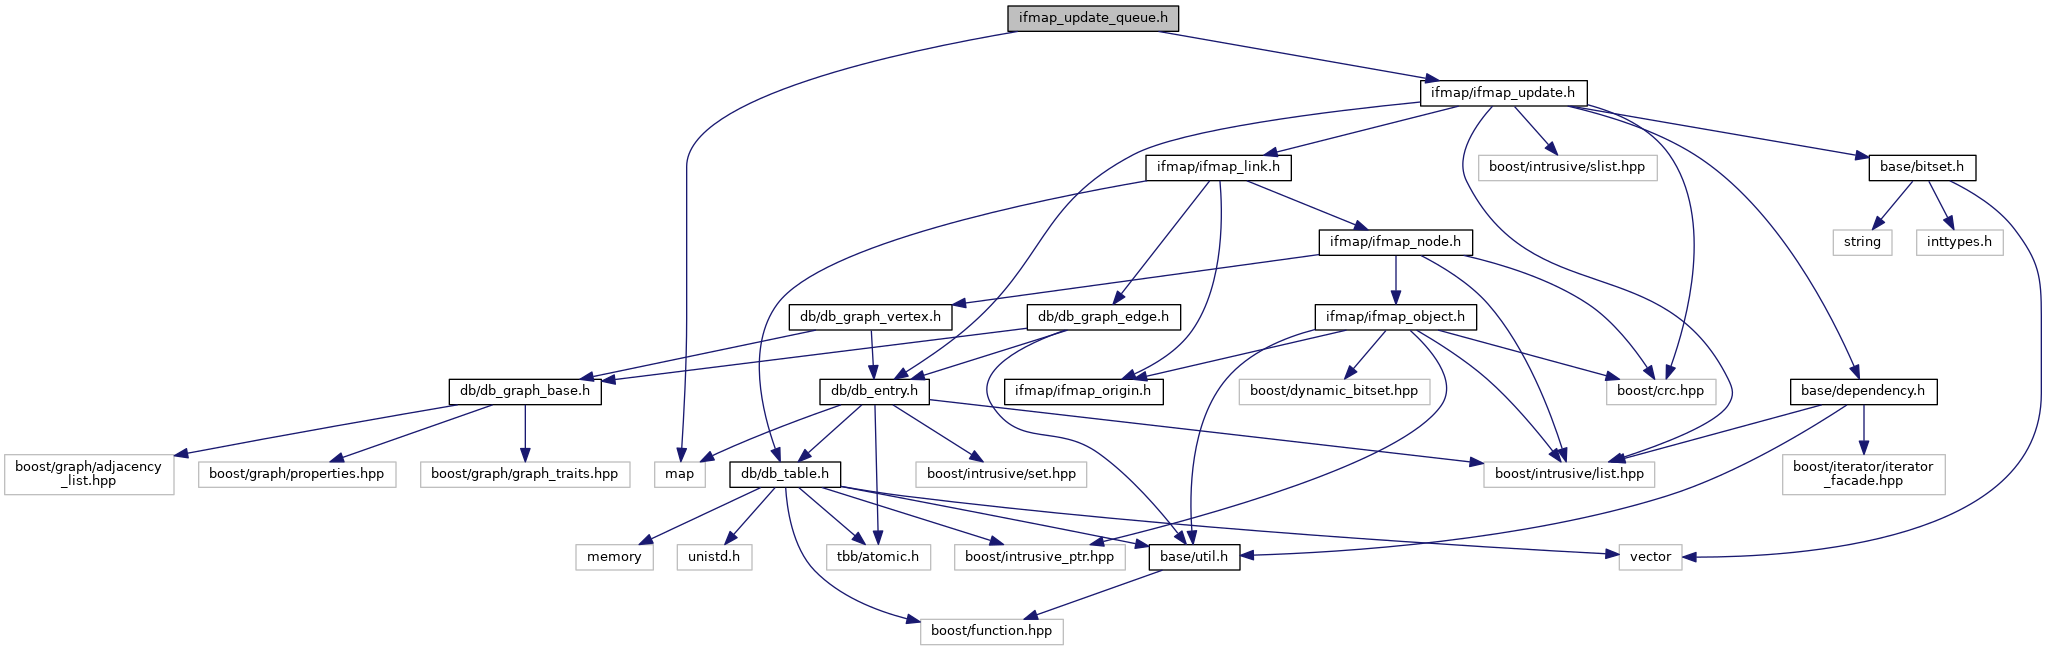 ifmap_update_queue.h
ifmap/ifmap_update.h
ifmap/ifmap_link.h
boost/intrusive/slist.hpp
base/bitset.h
ifmap/ifmap_node.h
string
inttypes.h
db/db_graph_vertex.h
db/db_graph_edge.h
ifmap/ifmap_object.h
db/db_graph_base.h
db/db_entry.h
ifmap/ifmap_origin.h
boost/dynamic_bitset.hpp
boost/crc.hpp
base/dependency.h
boost/graph/adjacency
_list.hpp
boost/graph/properties.hpp
boost/graph/graph_traits.hpp
map
db/db_table.h
boost/intrusive/set.hpp
boost/intrusive/list.hpp
boost/iterator/iterator
_facade.hpp
memory
unistd.h
tbb/atomic.h
boost/intrusive_ptr.hpp
base/util.h
vector
boost/function.hpp